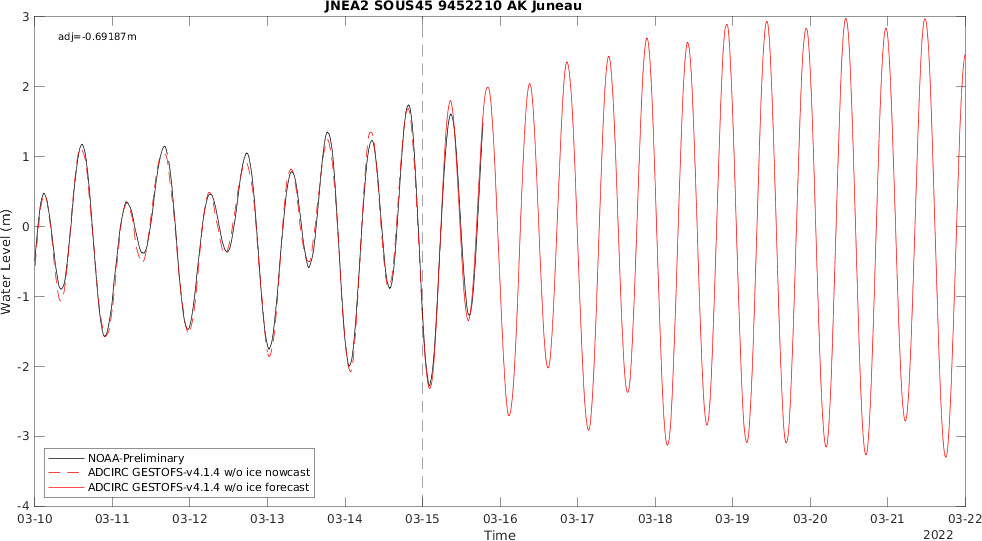 JNEA2 SOUS45 9452210 AK Juneau
adj=-0.69187m
3
2
1
0
-1
-2
-3
-4
Water Level (m)
NOAA-Preliminary
ADCIRC GESTOFS-v4.1.4 w/o ice nowcast
ADCIRC GESTOFS-v4.1.4 w/o ice forecast
03-10 03-11 03-12 03-13 03-14 03-15 03-16 03-17 03-18 03-19 03-20 03-21 03-22
Time
2022